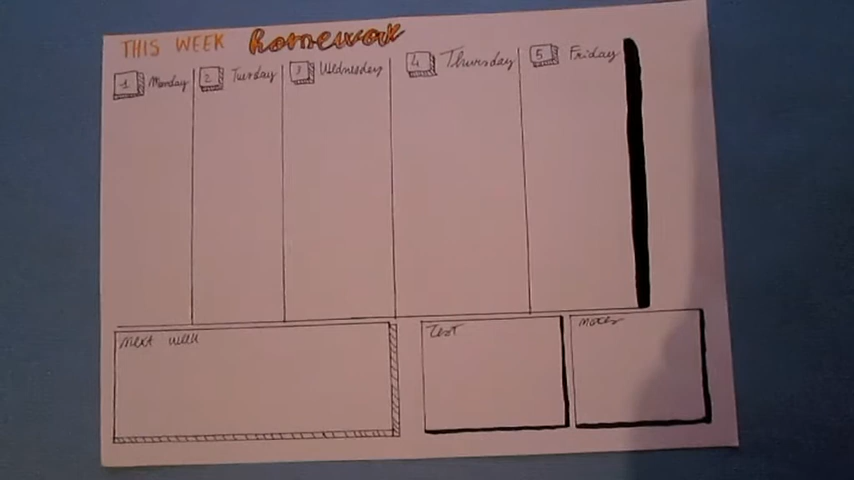 THIS WEEK Homework
1 Monday 2 Tuesday 3 Wednesday 4 Thursday 5 Friday
next week
Test
Notes